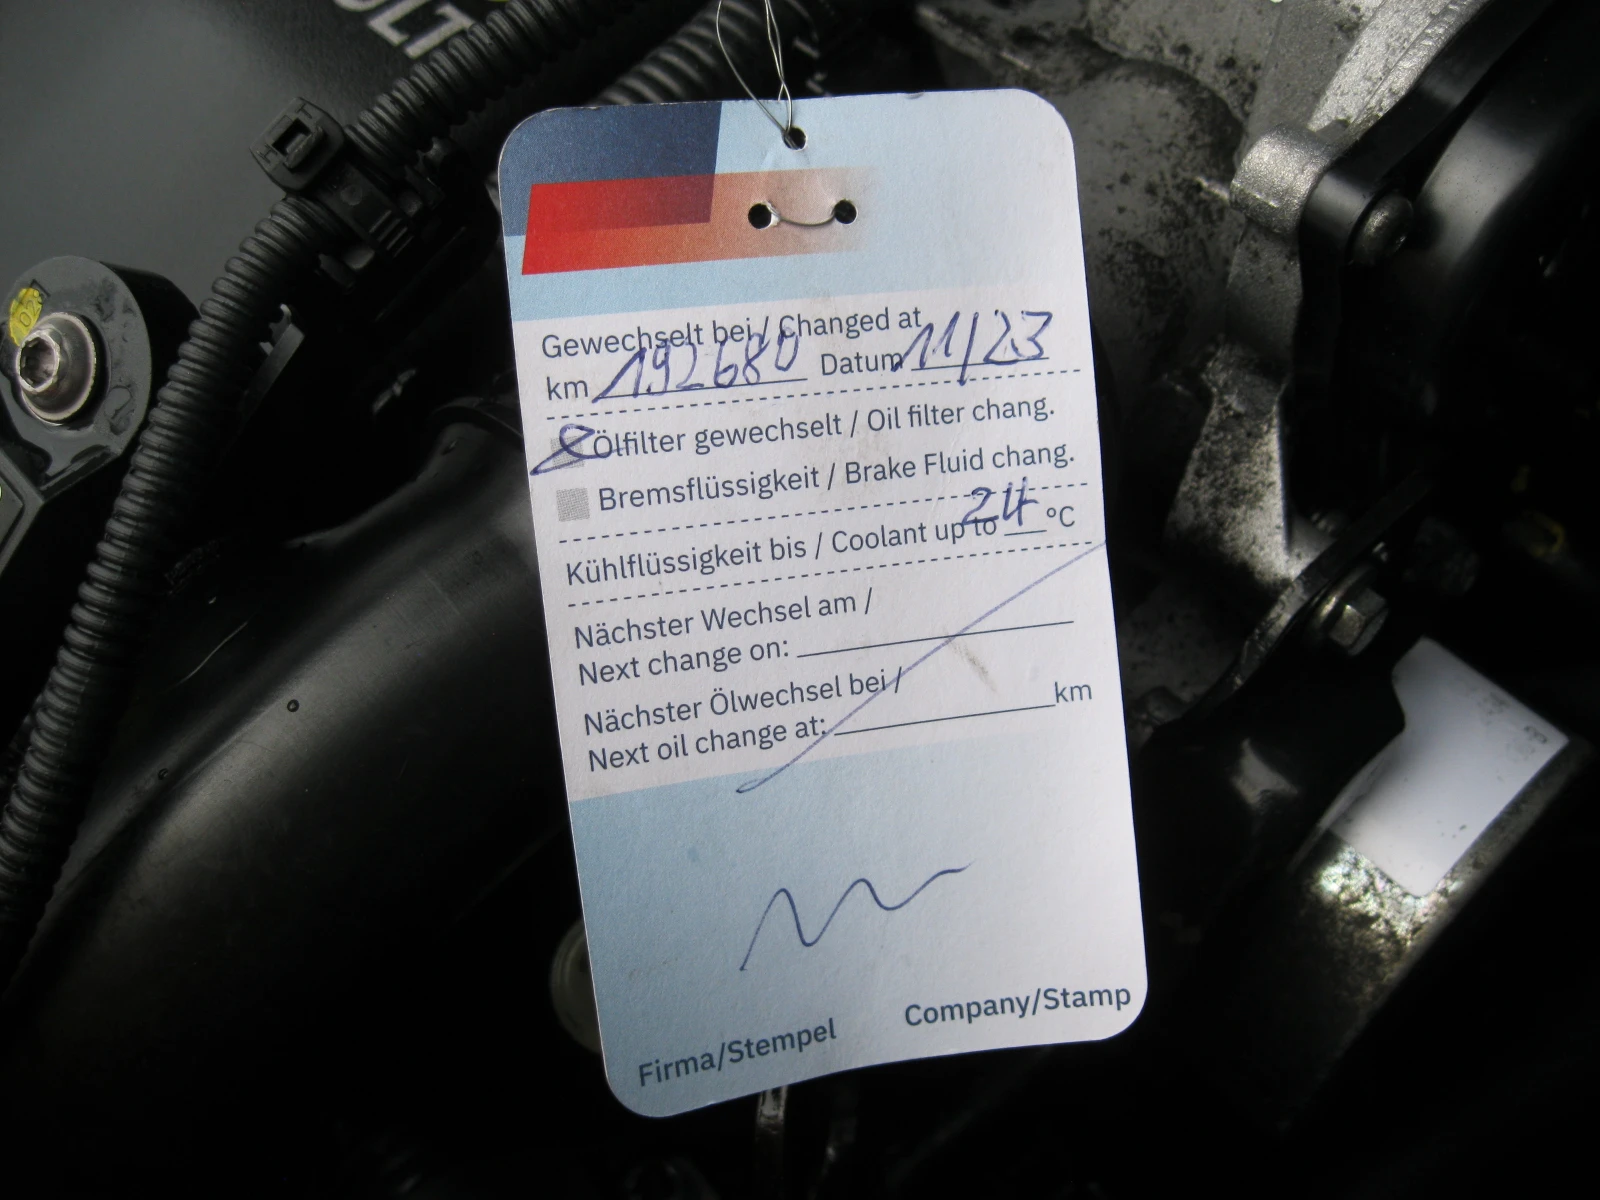 Gewechselt bei / Changed at
km 192680 Datum 11/23
Ölfilter gewechselt / Oil filter chang.
Bremsflüssigkeit / Brake Fluid chang.
Kühlflüssigkeit bis / Coolant up to 24 °C
Nächster Wechsel am /
Next change on:
Nächster Ölwechsel bei /
Next oil change at: km
Firma/Stempel Company/Stamp